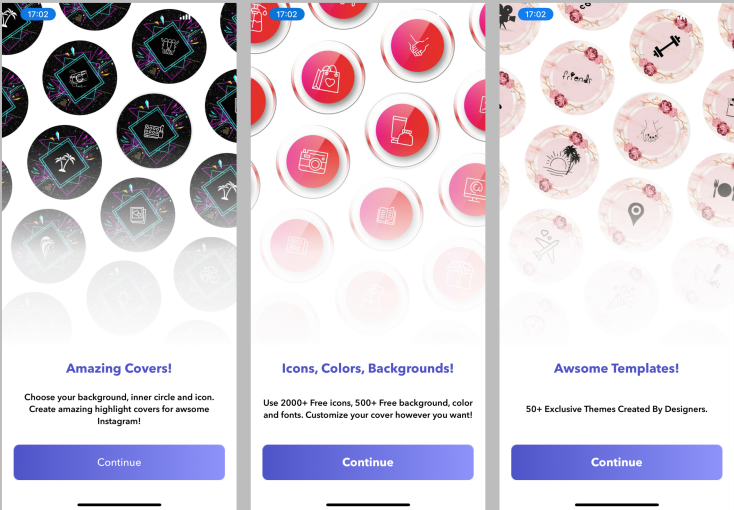 17:02
Amazing Covers!
Choose your background, inner circle and icon.
Create amazing highlight covers for awsome
Instagram!
Continue
17:02
Icons, Colors, Backgrounds!
Use 2000+ Free icons, 500+ Free background, color
and fonts. Customize your cover however you want!
Continue
17:02
friends
Awsome Templates!
50+ Exclusive Themes Created By Designers.
Continue